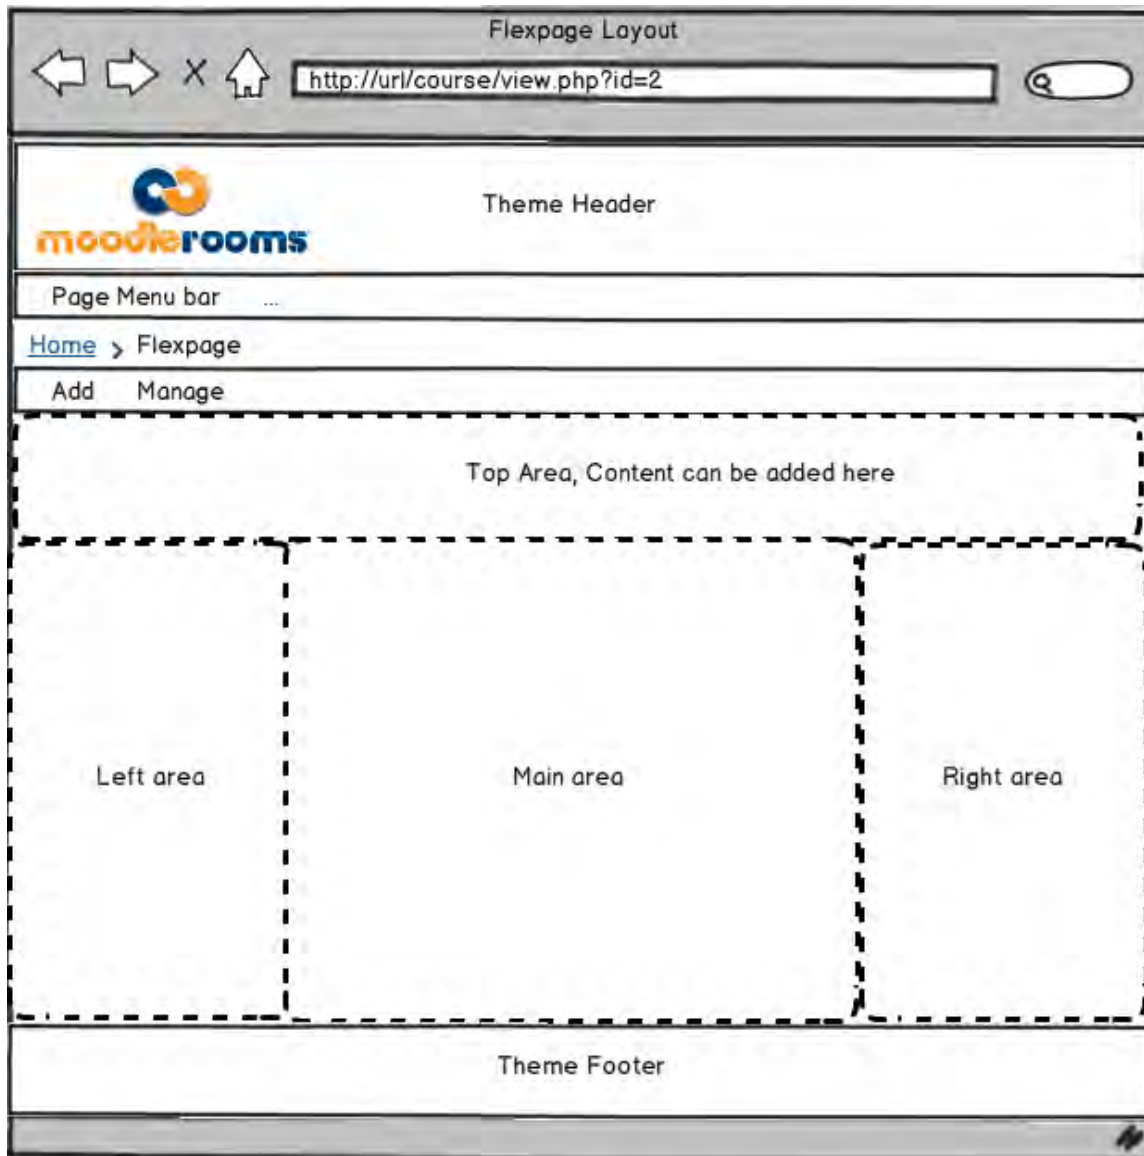 Flexpage Layout
http://url/course/view.php?id=2
moodlerooms
Theme Header
Page Menu bar ...
Home > Flexpage
Add Manage
Top Area, Content can be added here
Left area
Main area
Right area
Theme Footer